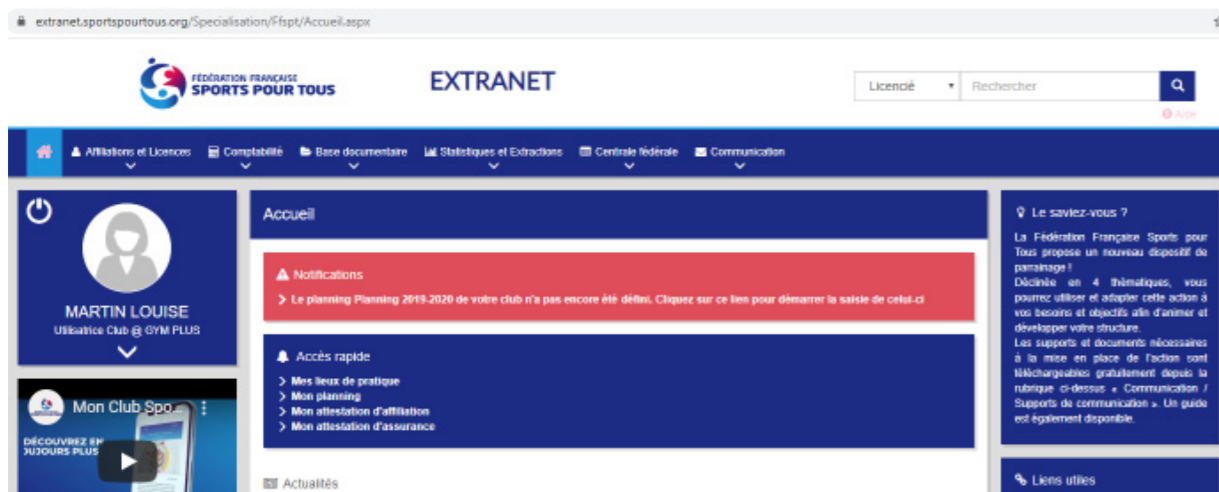 extranet.sportspourtous.org/Specialisation/Ffspt/Accueil.aspx
FÉDÉRATION FRANÇAISE
SPORTS POUR TOUS
EXTRANET
Licencié
Rechercher
Aide
Affiliations et Licences
Comptabilité
Base documentaire
Statistiques et Extractions
Centrale fédérale
Communication
MARTIN LOUISE
Utilisatrice Club @ GYM PLUS
Mon Club Spo...
DÉCOUVREZ EN
OUJOURS PLUS
Accueil
Notifications
Le planning Planning 2019-2020 de votre club n'a pas encore été défini. Cliquez sur ce lien pour démarrer la saisie de celui-ci
Accès rapide
Mes lieux de pratique
Mon planning
Mon attestation d'affiliation
Mon attestation d'assurance
Actualités
Le saviez-vous ?
La Fédération Française Sports pour
Tous propose un nouveau dispositif de
parrainage !
Déclinée en 4 thématiques, vous
pourrez utiliser et adapter cette action à
vos besoins et objectifs afin d'animer et
développer votre structure.
Les supports et documents nécessaires
à la mise en place de l'action sont
téléchargeables gratuitement depuis la
rubrique ci-dessus « Communication /
Supports de communication ». Un guide
est également disponible.
Liens utiles